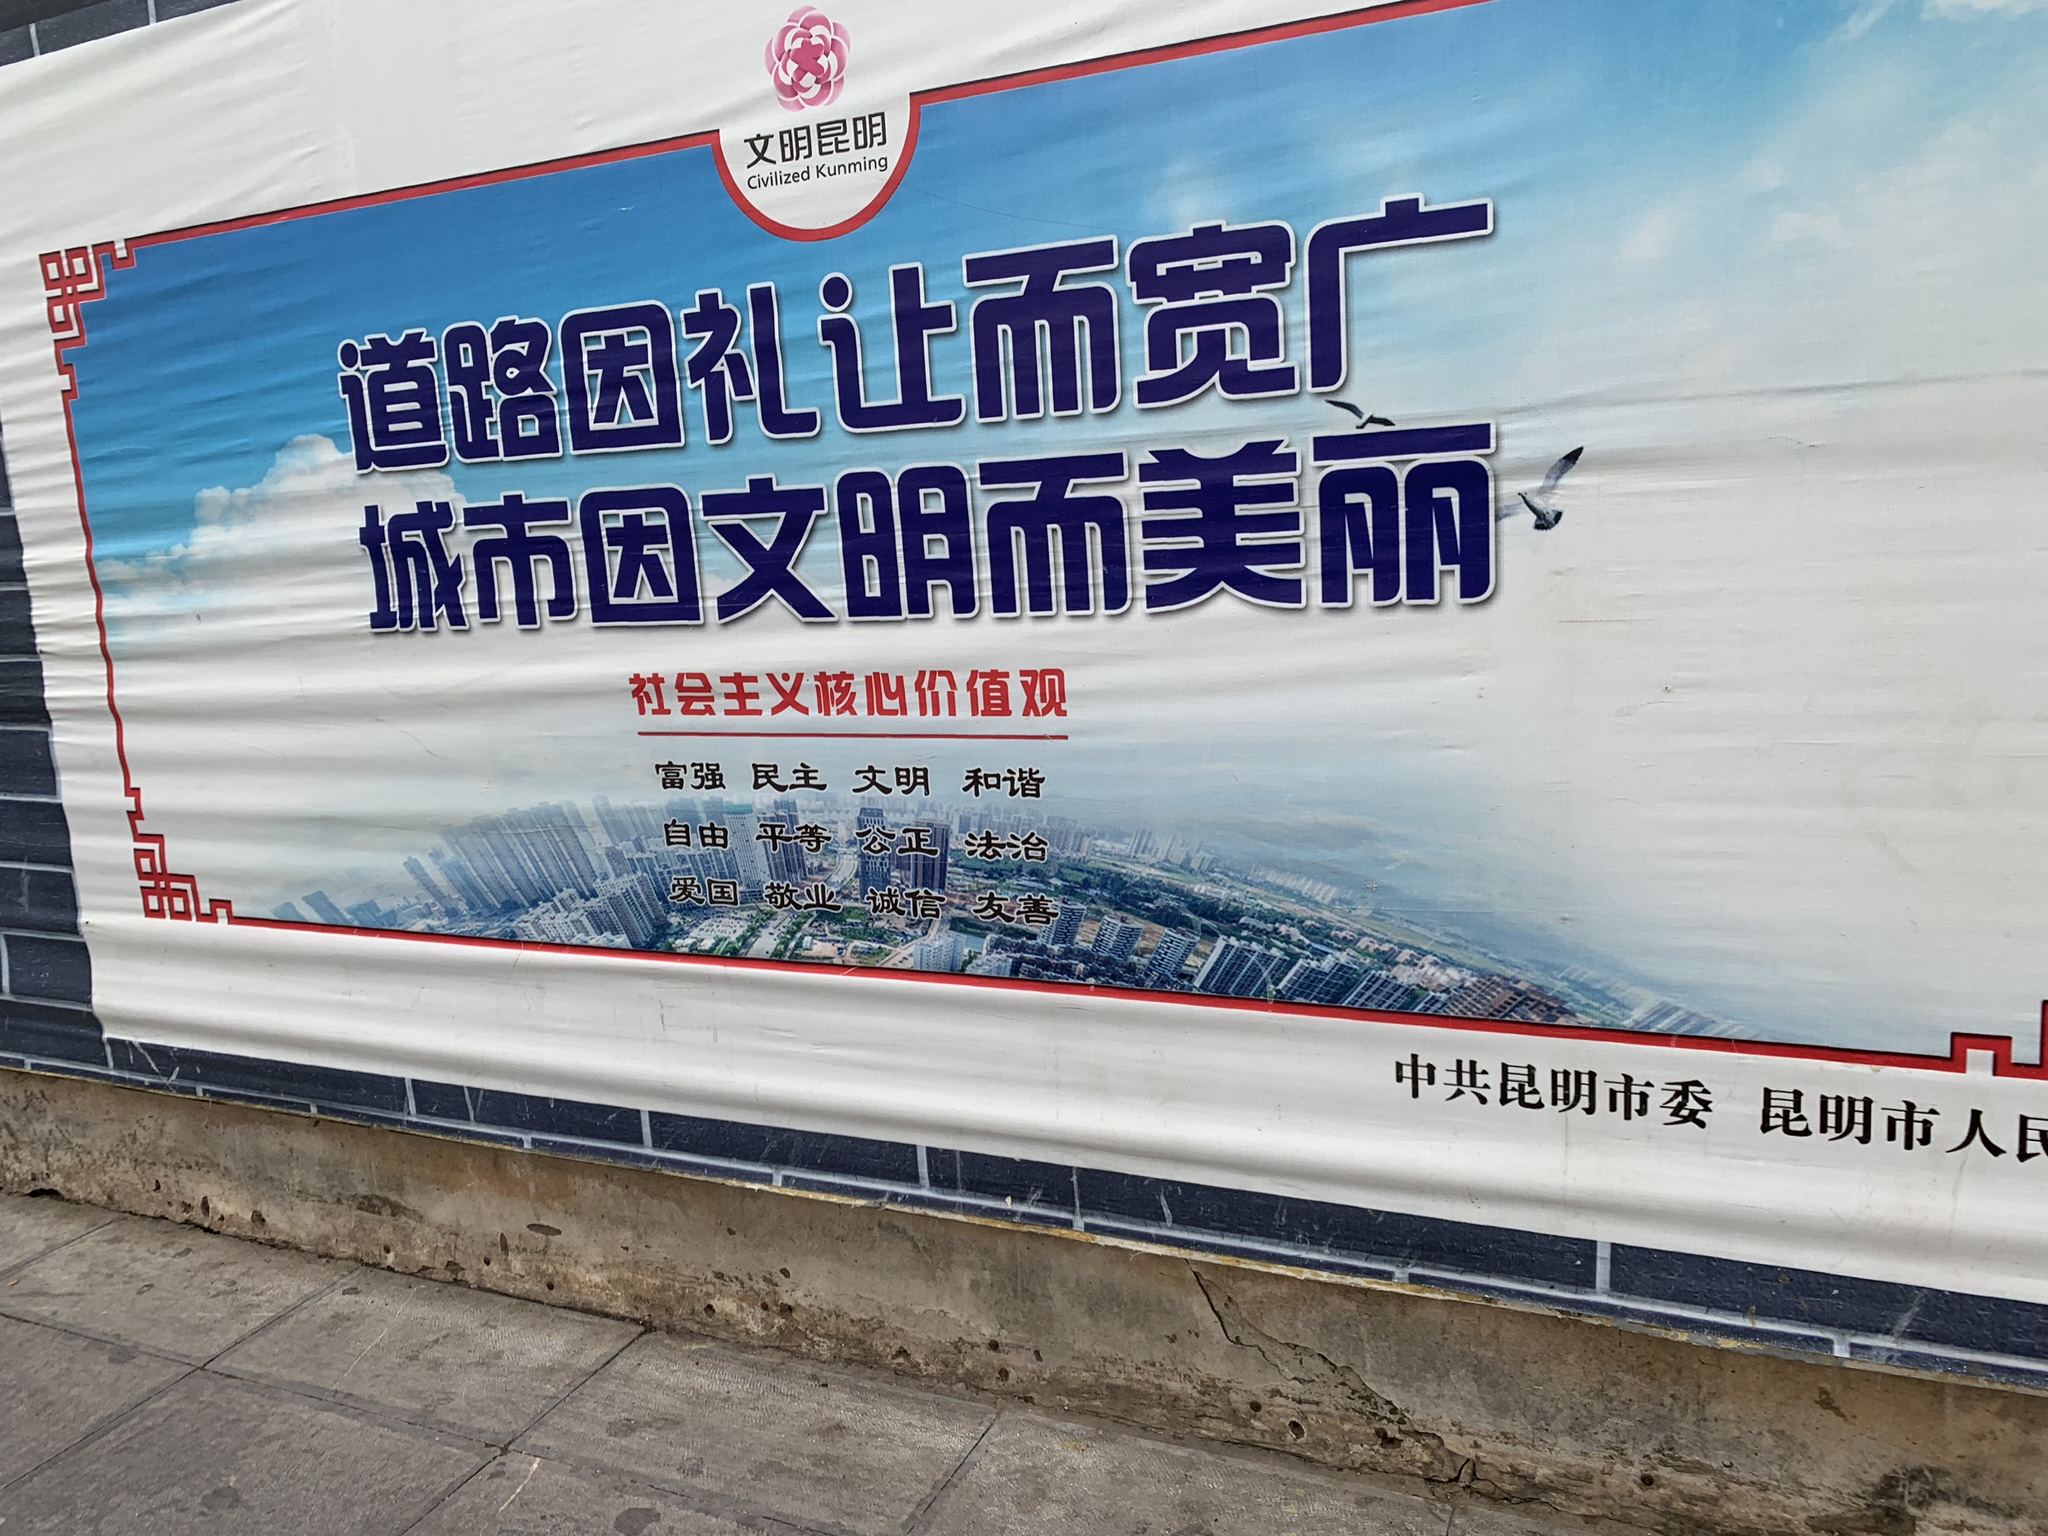 文明昆明
Civilized Kunming
道路因礼让而宽广
城市因文明而美丽
社会主义核心价值观
富强 民主 文明 和谐
自由 平等 公正 法治
爱国 敬业 诚信 友善
中共昆明市委 昆明市人民